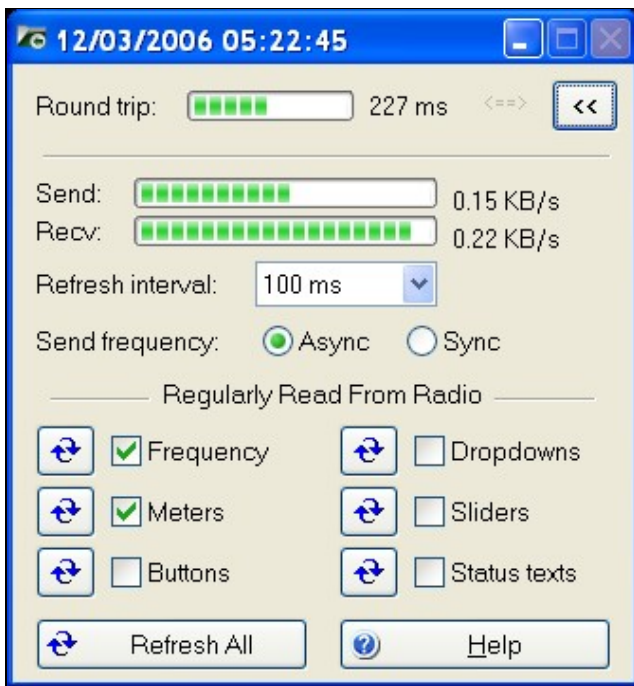 12/03/2006 05:22:45
Round trip: 227 ms <==> <<
Send: 0.15 KB/s
Recv: 0.22 KB/s
Refresh interval: 100 ms
Send frequency: Async Sync
Regularly Read From Radio
Frequency Dropdowns
Meters Sliders
Buttons Status texts
Refresh All Help